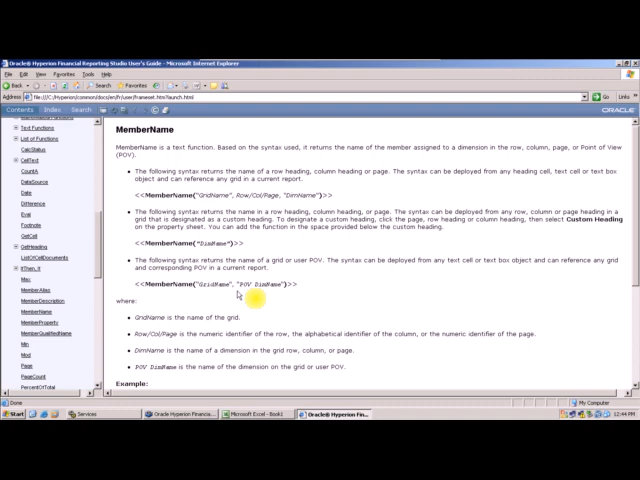 Oracle® Hyperion Financial Reporting Studio User's Guide - Microsoft Internet Explorer
File Edit View Favorites Tools Help
Back Search Favorites
Address file:///C:/Hyperion/common/docs/en/fr/user/frameset.htm?launch.html Go Links
Contents Index Search ORACLE
Text Functions
List of Functions
CalcStatus
CellText
CountA
DataSource
Date
Difference
Eval
Footnote
GetCell
GetHeading
ListOfCellDocuments
IfThen, If
Max
MemberAlias
MemberDescription
MemberName
MemberProperty
MemberQualifiedName
Min
Mod
Page
PageCount
PercentOfTotal
MemberName
MemberName is a text function. Based on the syntax used, it returns the name of the member assigned to a dimension in the row, column, page, or Point of View
(POV).
• The following syntax returns the name of a row heading, column heading or page. The syntax can be deployed from any heading cell, text cell or text box
object and can reference any grid in a current report.
<<MemberName("GridName", Row/Col/Page, "DimName")>>
• The following syntax returns the name in a row heading, column heading, or page. The syntax can be deployed from any row, column or page heading in a
grid that is designated as a custom heading. To designate a custom heading, click the page, row heading or column heading, then select Custom Heading
on the property sheet. You can add the function in the space provided below the custom heading.
<<MemberName("DimName")>>
• The following syntax returns the name of a grid or user POV. The syntax can be deployed from any text cell or text box object and can reference any grid
and corresponding POV in a current report.
<<MemberName("GridName", "POV DimName")>>
where:
• GridName is the name of the grid.
• Row/Col/Page is the numeric identifier of the row, the alphabetical identifier of the column, or the numeric identifier of the page.
• DimName is the name of a dimension in the grid row, column, or page.
• POV DimName is the name of the dimension on the grid or user POV.
Example:
Done My Computer
Start Services Oracle Hyperion Financia... Microsoft Excel - Book1 Oracle® Hyperion Fin... 12:44 PM